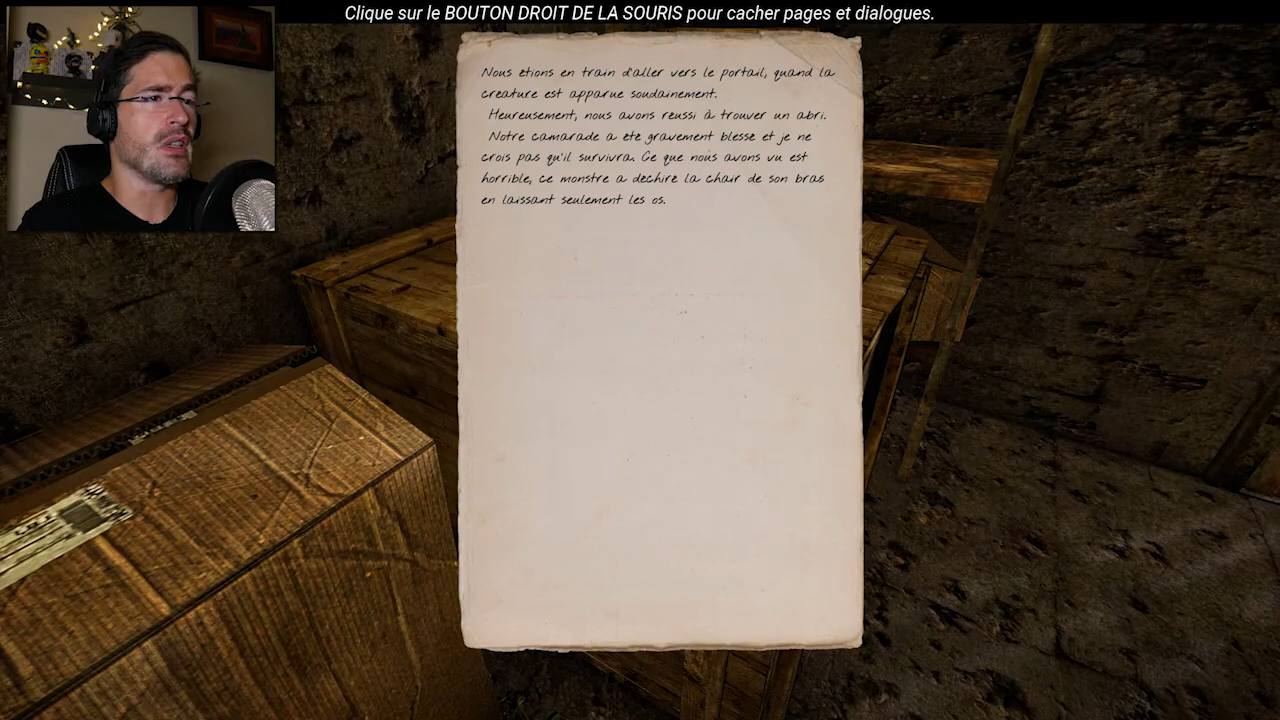 Clique sur le BOUTON DROIT DE LA SOURIS pour cacher pages et dialogues.
Nous etions en train d'aller vers le portail, quand la
creature est apparue soudainement.
Heureusement, nous avons reussi à trouver un abri.
Notre camarade a ete gravement blesse et je ne
crois pas qu'il survivra. Ce que nous avons vu est
horrible, ce monstre a dechire la chair de son bras
en laissant seulement les os.